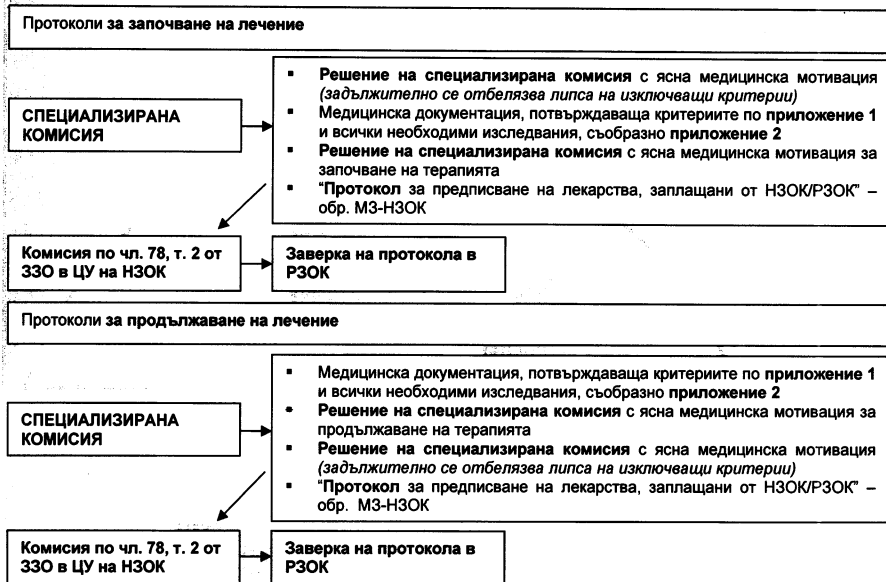 Протоколи за започване на лечение
▪ Решение на специализирана комисия с ясна медицинска мотивация
(задължително се отбелязва липса на изключващи критерии)
СПЕЦИАЛИЗИРАНА
КОМИСИЯ
▪ Медицинска документация, потвърждаваща критериите по приложение 1
и всички необходими изследвания, съобразно приложение 2
▪ Решение на специализирана комисия с ясна медицинска мотивация за
започване на терапията
▪ "Протокол за предписване на лекарства, заплащани от НЗОК/РЗОК" –
обр. МЗ-НЗОК
Комисия по чл. 78, т. 2 от
ЗЗО в ЦУ на НЗОК
Заверка на протокола в
РЗОК
Протоколи за продължаване на лечение
▪ Медицинска документация, потвърждаваща критериите по приложение 1
и всички необходими изследвания, съобразно приложение 2
СПЕЦИАЛИЗИРАНА
КОМИСИЯ
▪ Решение на специализирана комисия с ясна медицинска мотивация за
продължаване на терапията
▪ Решение на специализирана комисия с ясна медицинска мотивация
(задължително се отбелязва липса на изключващи критерии)
▪ "Протокол за предписване на лекарства, заплащани от НЗОК/РЗОК" –
обр. МЗ-НЗОК
Комисия по чл. 78, т. 2 от
ЗЗО в ЦУ на НЗОК
Заверка на протокола в
РЗОК